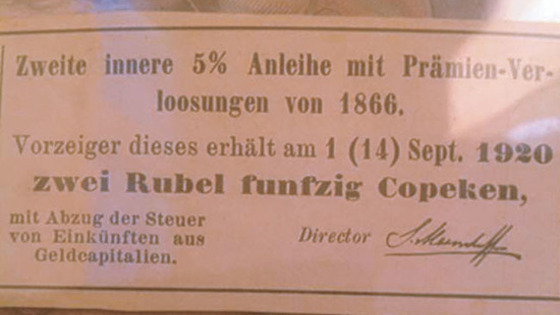 Zweite innere 5% Anleihe mit Prämien-Ver-
loosungen von 1866.
Vorzeiger dieses erhält am 1 (14) Sept. 1920
zwei Rubel funfzig Copeken,
mit Abzug der Steuer
von Einkünften aus
Geldcapitalien.
Director